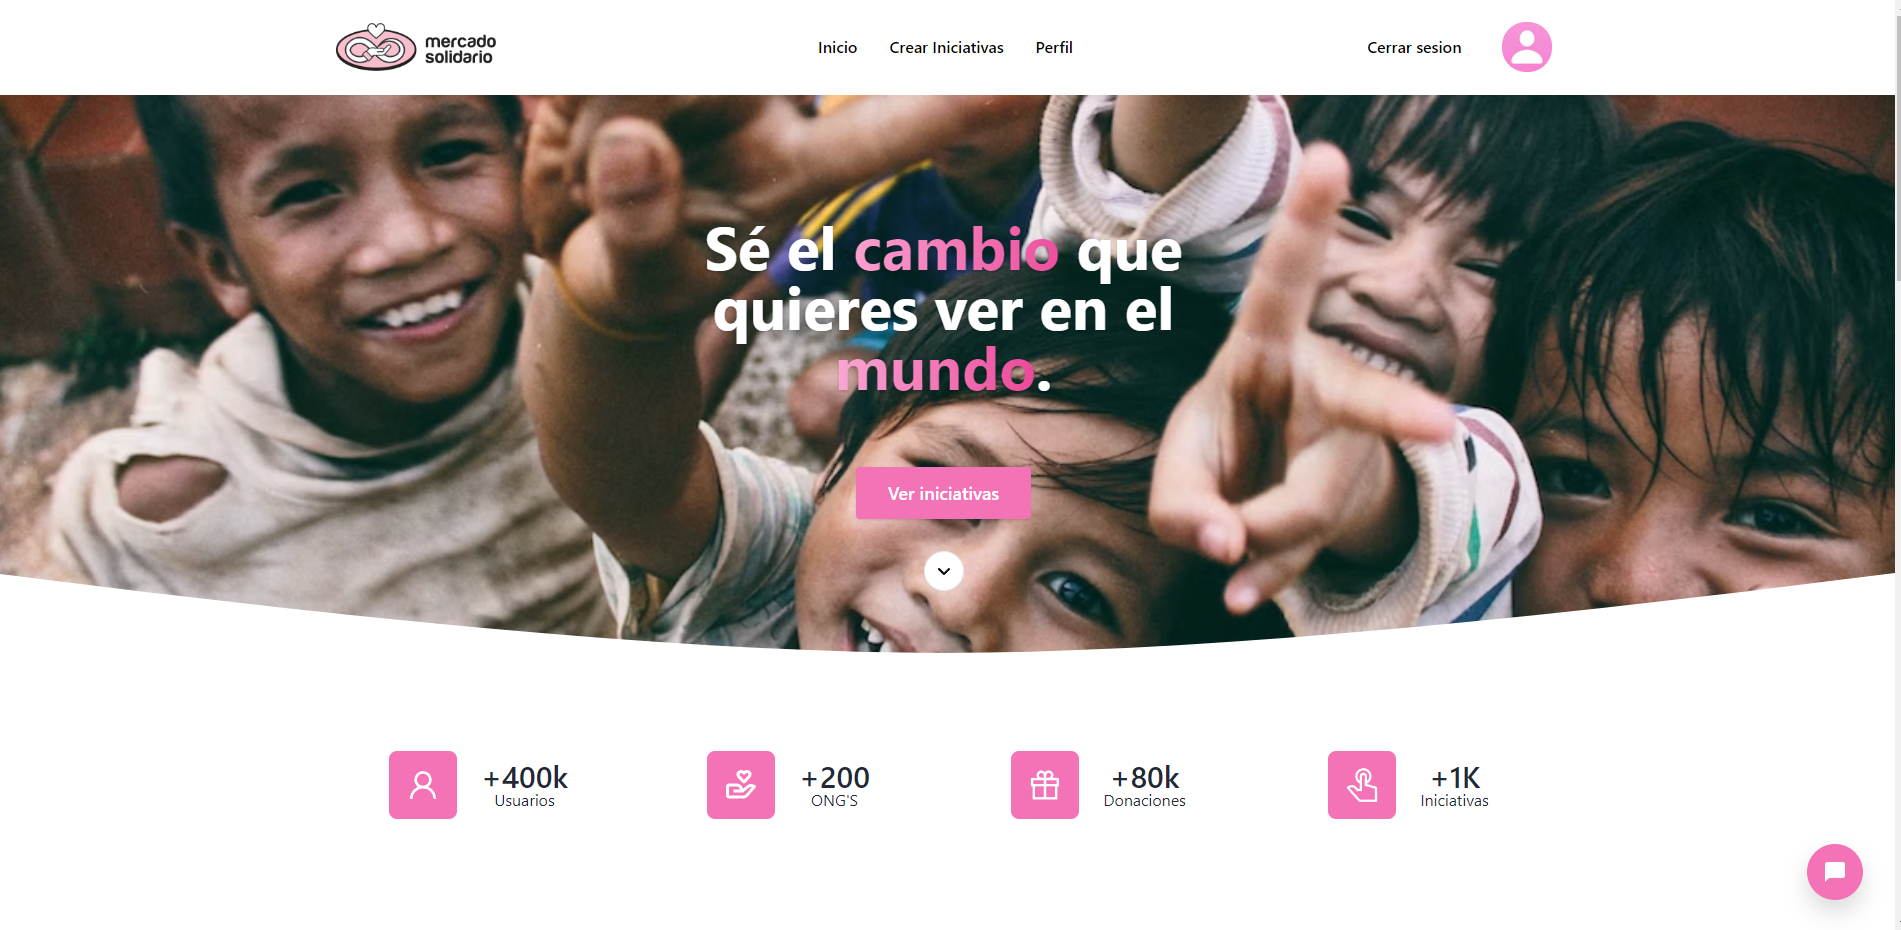 mercado
solidario
Inicio
Crear Iniciativas
Perfil
Cerrar sesion
Sé el cambio que
quieres ver en el
mundo.
Ver iniciativas
+400k
Usuarios
+200
ONG'S
+80k
Donaciones
+1K
Iniciativas